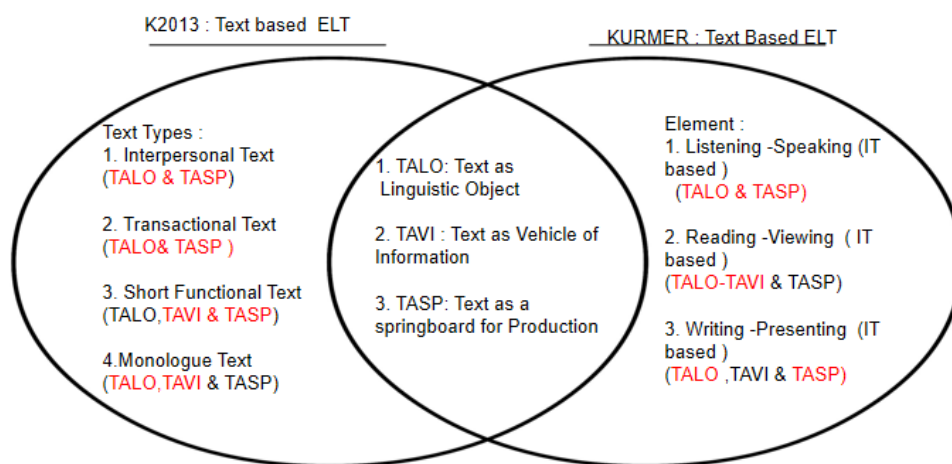 K2013 : Text based ELT
KURMER : Text Based ELT
Text Types :
1. Interpersonal Text
(TALO & TASP)
2. Transactional Text
(TALO& TASP )
3. Short Functional Text
(TALO,TAVI & TASP)
4.Monologue Text
(TALO,TAVI & TASP)
1. TALO: Text as
Linguistic Object
2. TAVI : Text as Vehicle of
Information
3. TASP: Text as a
springboard for Production
Element :
1. Listening -Speaking (IT
based )
(TALO & TASP)
2. Reading -Viewing ( IT
based )
(TALO-TAVI & TASP)
3. Writing -Presenting (IT
based )
(TALO ,TAVI & TASP)